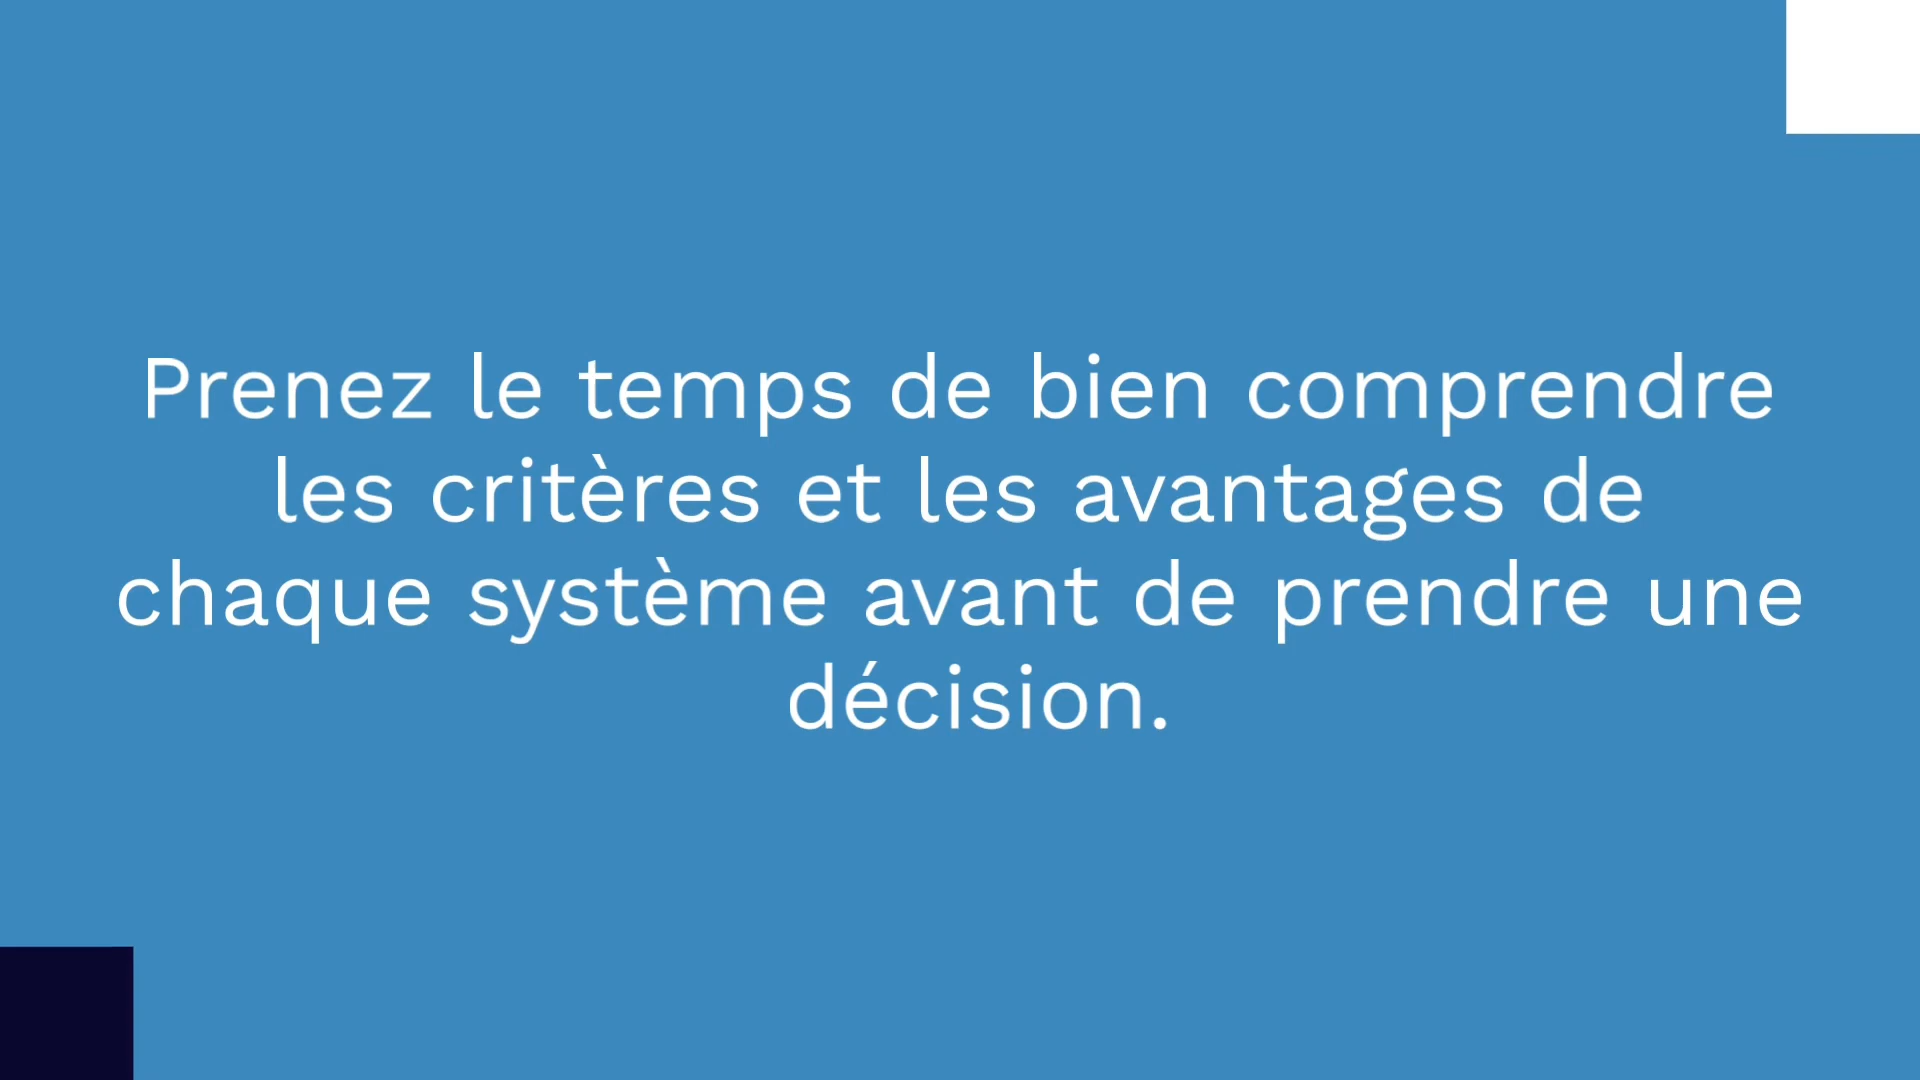 Prenez le temps de bien comprendre
les critères et les avantages de
chaque système avant de prendre une
décision.